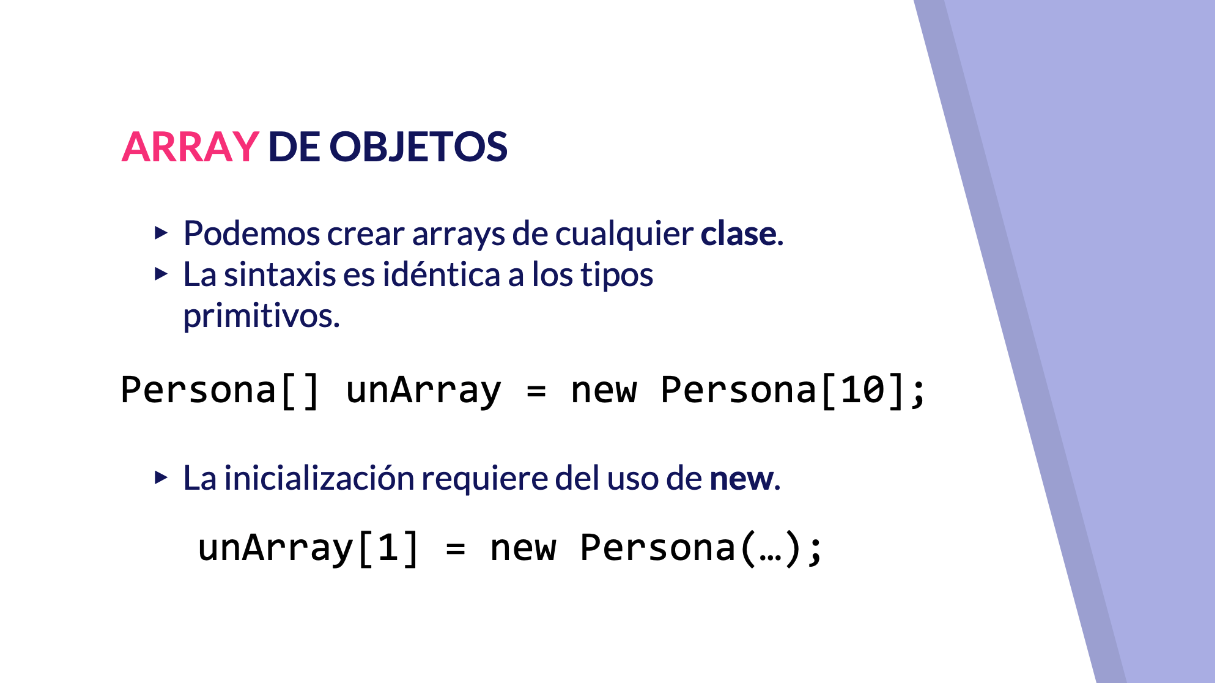 ARRAY DE OBJETOS
▸ Podemos crear arrays de cualquier clase.
▸ La sintaxis es idéntica a los tipos
primitivos.
Persona[] unArray = new Persona[10];
▸ La inicialización requiere del uso de new.
unArray[1] = new Persona(…);